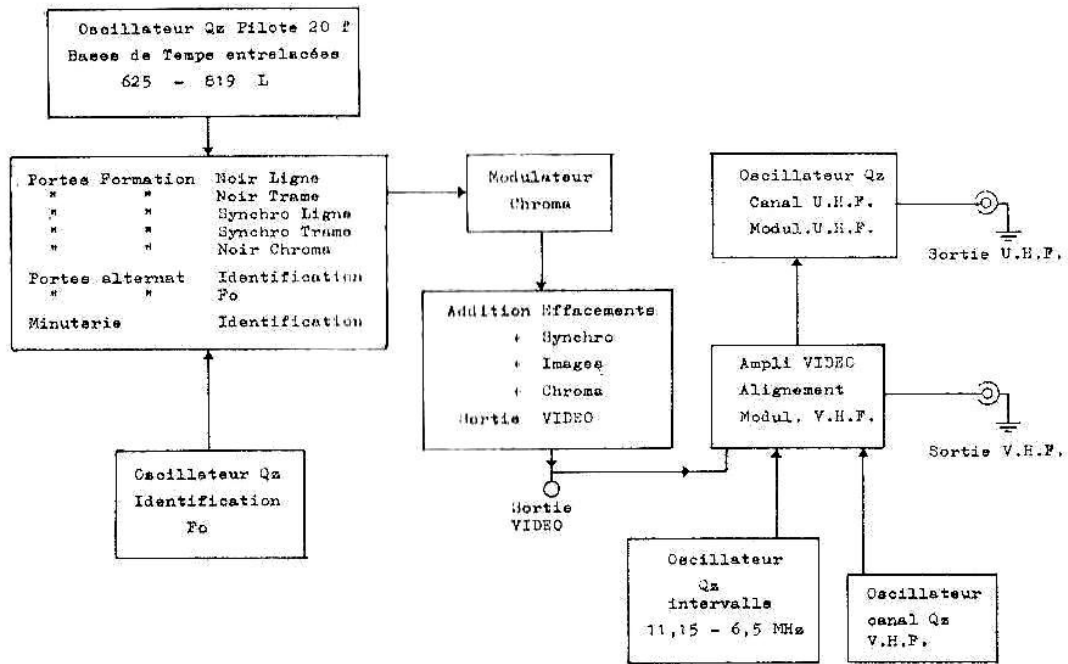 Oscillateur Qz Pilote 20 f
Bases de Temps entrelacées
625 - 819 L
Portes Formation Noir Ligne
" " Noir Trame
" " Synchro Ligne
" " Synchro Trame
" " Noir Chroma
Portes alternat Identification
" " Fo
Minuterie Identification
Oscillateur Qz
Identification
Fo
Modulateur
Chroma
Addition Effacements
+ Synchro
+ Images
+ Chroma
Sortie VIDEO
Sortie
VIDEO
Oscillateur Qz
Canal U.H.F.
Modul.U.H.F.
Sortie U.H.F.
Ampli VIDEO
Alignement
Modul. V.H.F.
Sortie V.H.F.
Oscillateur
Qz
intervalle
11,15 - 6,5 MHz
Oscillateur
canal Qz
V.H.F.